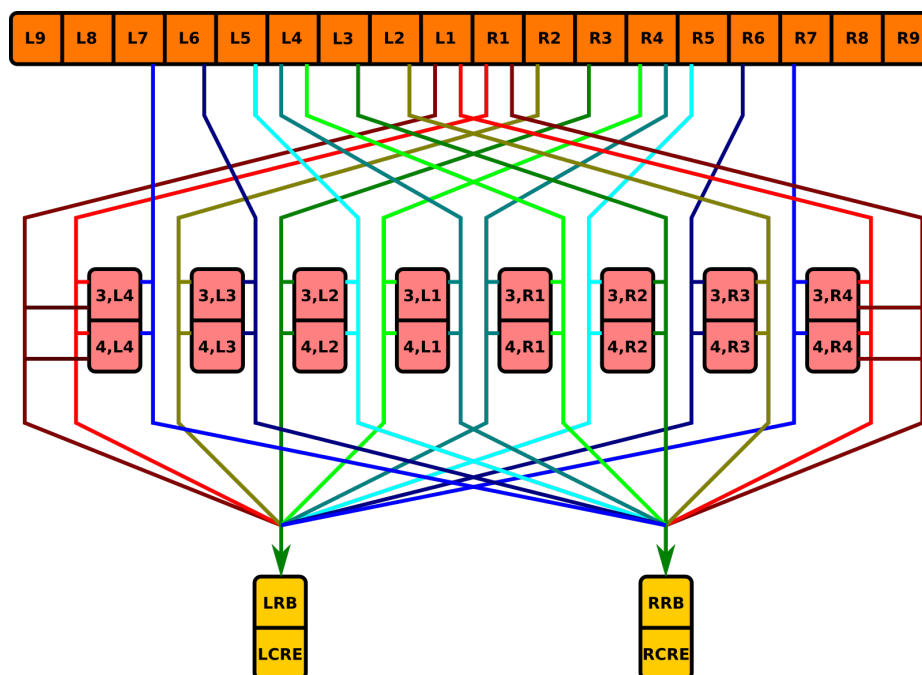 L9 L8 L7 L6 L5 L4 L3 L2 L1 R1 R2 R3 R4 R5 R6 R7 R8 R9
3,L4 3,L3 3,L2 3,L1 3,R1 3,R2 3,R3 3,R4
4,L4 4,L3 4,L2 4,L1 4,R1 4,R2 4,R3 4,R4
LRB RRB
LCRE RCRE